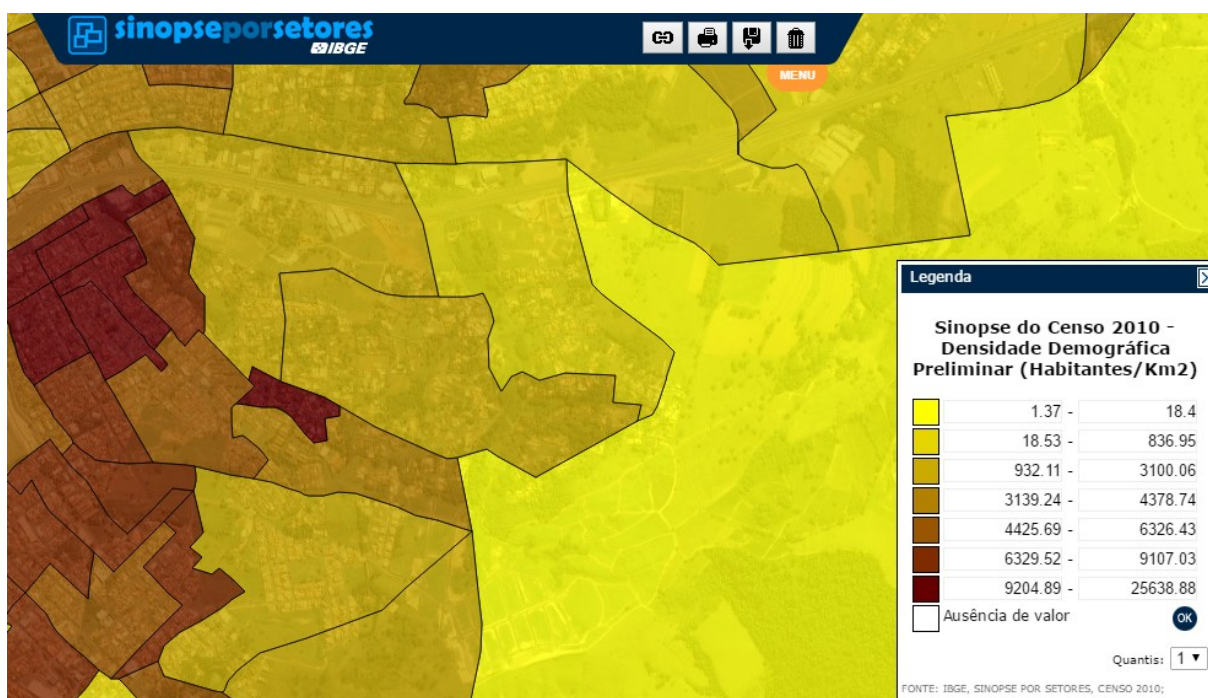 sinopseporsetores
IBGE
MENU
Legenda
Sinopse do Censo 2010 -
Densidade Demográfica
Preliminar (Habitantes/Km2)
1.37 - 18.4
18.53 - 836.95
932.11 - 3100.06
3139.24 - 4378.74
4425.69 - 6326.43
6329.52 - 9107.03
9204.89 - 25638.88
Ausência de valor OK
Quantis: 1
FONTE: IBGE, SINOPSE POR SETORES, CENSO 2010;